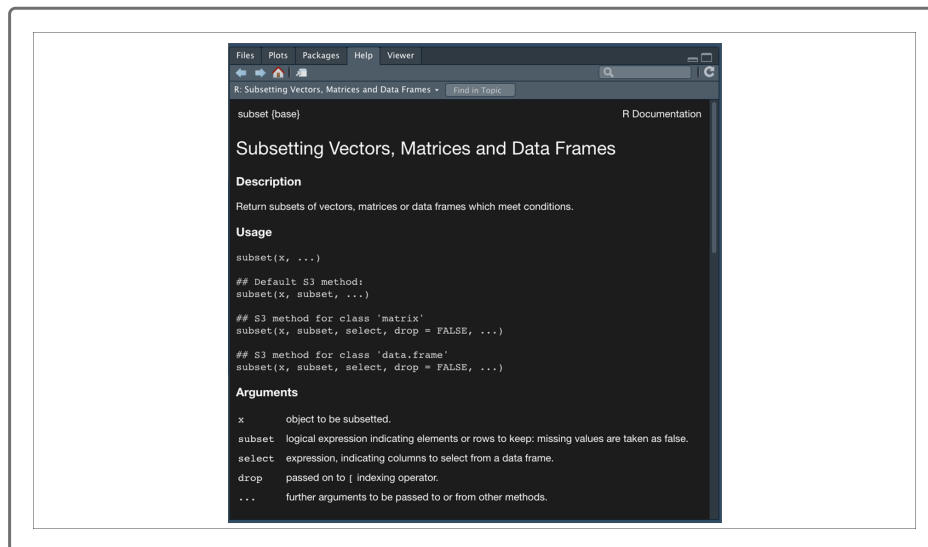 Files Plots Packages Help Viewer
R: Subsetting Vectors, Matrices and Data Frames Find in Topic
subset {base} R Documentation
Subsetting Vectors, Matrices and Data Frames
Description
Return subsets of vectors, matrices or data frames which meet conditions.
Usage
subset(x, ...)
## Default S3 method:
subset(x, subset, ...)
## S3 method for class 'matrix'
subset(x, subset, select, drop = FALSE, ...)
## S3 method for class 'data.frame'
subset(x, subset, select, drop = FALSE, ...)
Arguments
x object to be subsetted.
subset logical expression indicating elements or rows to keep: missing values are taken as false.
select expression, indicating columns to select from a data frame.
drop passed on to [ indexing operator.
... further arguments to be passed to or from other methods.